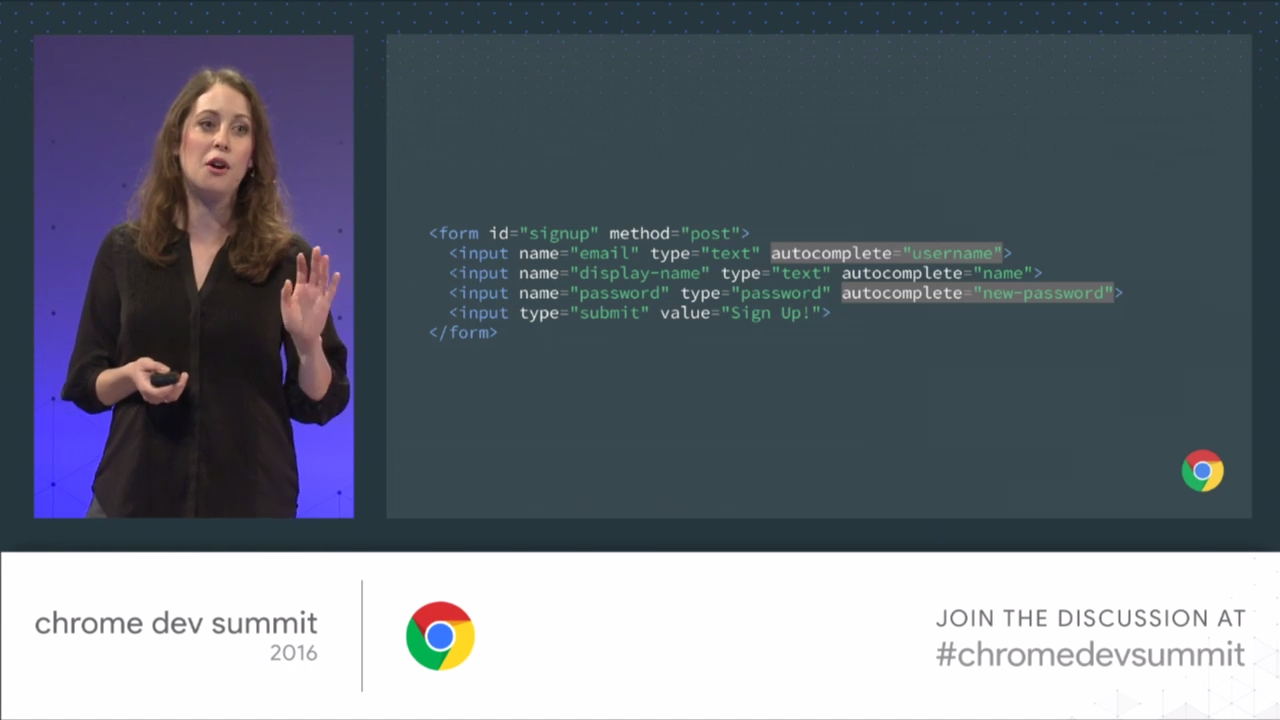 <form id="signup" method="post">
<input name="email" type="text" autocomplete="username">
<input name="display-name" type="text" autocomplete="name">
<input name="password" type="password" autocomplete="new-password">
<input type="submit" value="Sign Up!">
</form>
chrome dev summit
2016
JOIN THE DISCUSSION AT
#chromedevsummit